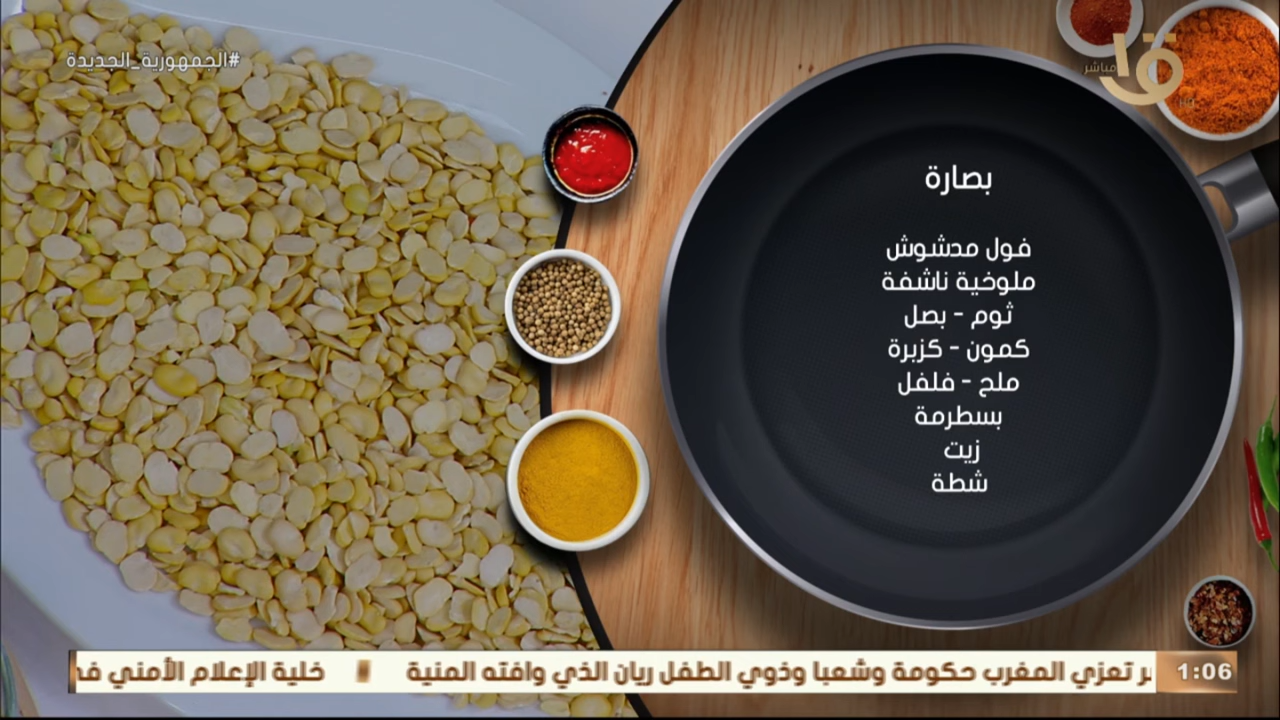 #الجمهورية_الجديدة
مباشر
بصارة
فول مدشوش
ملوخية ناشفة
ثوم - بصل
كمون - كزبرة
ملح - فلفل
بسطرمة
زيت
شطة
1:06
تعزي المغرب حكومة وشعبا وذوي الطفل ريان الذي وافته المنية خلية الإعلام الأمني